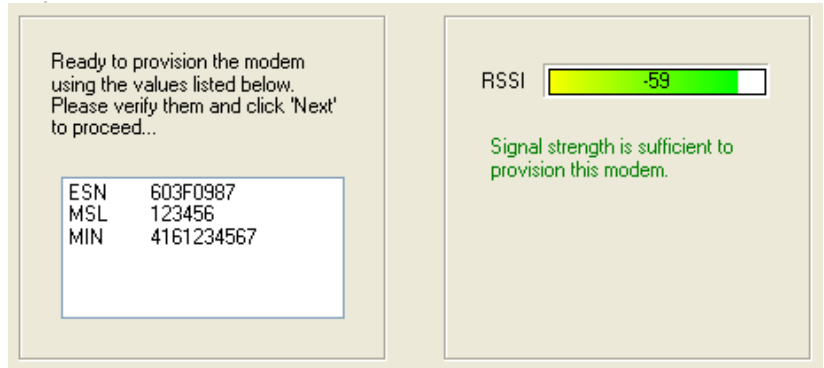 Ready to provision the modem
using the values listed below.
Please verify them and click 'Next'
to proceed...
ESN 603F0987
MSL 123456
MIN 4161234567
RSSI -59
Signal strength is sufficient to
provision this modem.